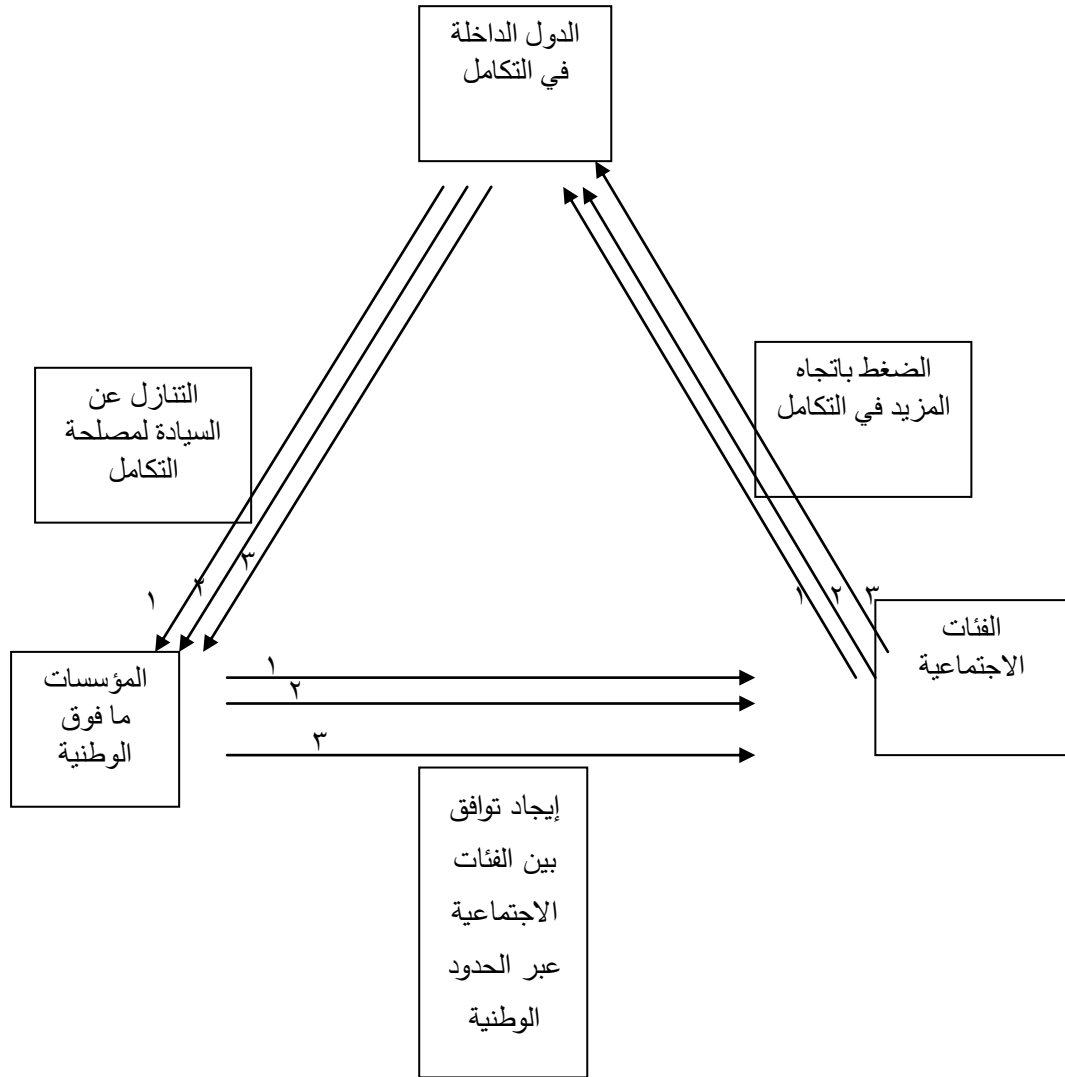 الدول الداخلة
في التكامل
الضغط باتجاه
المزيد في التكامل
التنازل عن
السيادة لمصلحة
التكامل
٣
٢
١
١
٢
٣
الفئات
الاجتماعية
المؤسسات
ما فوق
الوطنية
١
٢
٣
إيجاد توافق
بين الفئات
الاجتماعية
عبر الحدود
الوطنية